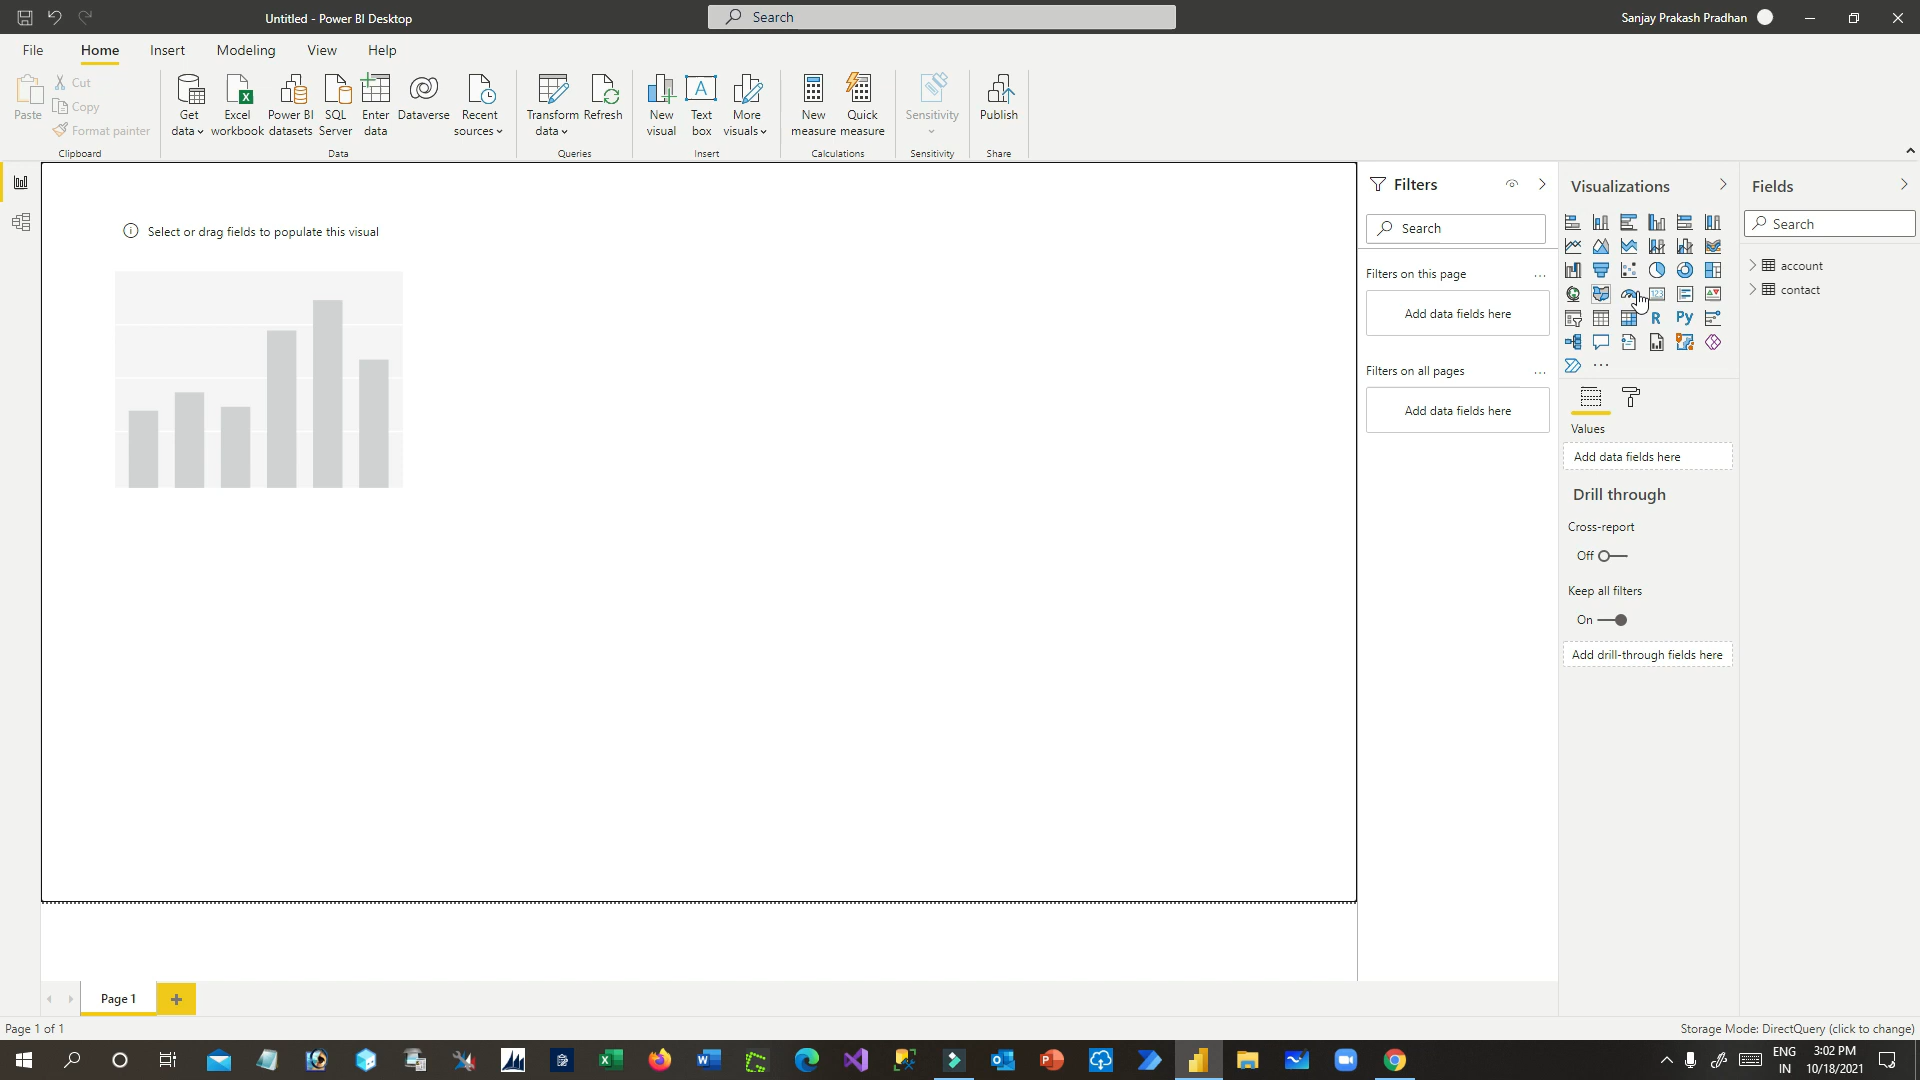 Untitled - Power BI Desktop
Search
Sanjay Prakash Pradhan
File
Home
Insert
Modeling
View
Help
Paste
Cut
Copy
Format painter
Clipboard
Get data
Excel workbook
Power BI datasets
SQL Server
Enter data
Dataverse
Recent sources
Data
Transform data
Refresh
Queries
New visual
A
Text box
More visuals
Insert
New measure
Quick measure
Calculations
Sensitivity
Sensitivity
Publish
Share
Select or drag fields to populate this visual
Filters
Search
Filters on this page
...
Add data fields here
Filters on all pages
...
Add data fields here
Visualizations
123
R
Py
...
Values
Add data fields here
Drill through
Cross-report
Off
Keep all filters
On
Add drill-through fields here
Fields
Search
account
contact
Page 1
Page 1 of 1
Storage Mode: DirectQuery (click to change)
ENG
IN
3:02 PM
10/18/2021